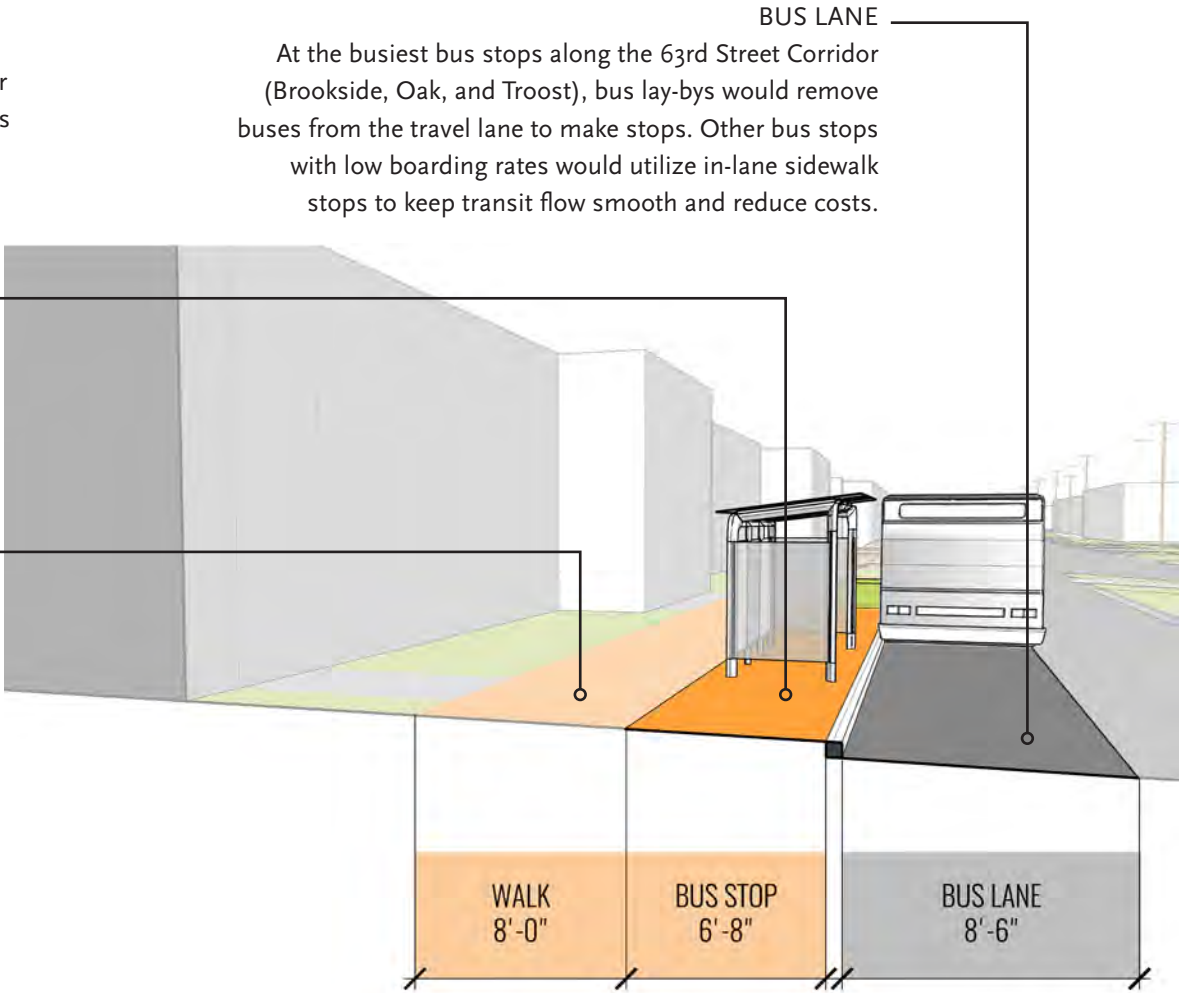 BUS LANE
At the busiest bus stops along the 63rd Street Corridor
(Brookside, Oak, and Troost), bus lay-bys would remove
buses from the travel lane to make stops. Other bus stops
with low boarding rates would utilize in-lane sidewalk
stops to keep transit flow smooth and reduce costs.
r
s
WALK
8'-0"
BUS STOP
6'-8"
BUS LANE
8'-6"